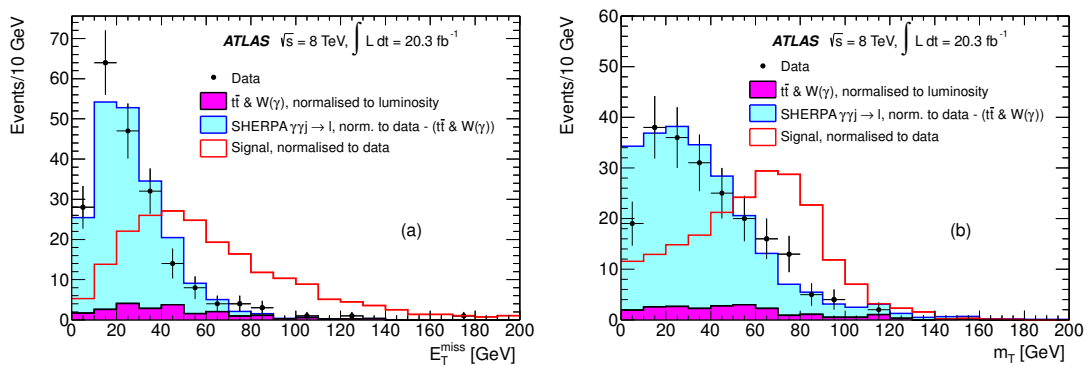 ATLAS √s = 8 TeV, ∫ L dt = 20.3 fb⁻¹
Data
tt̄ & W(γ), normalised to luminosity
SHERPA γγj → l, norm. to data - (tt̄ & W(γ))
Signal, normalised to data
(a)
Events/10 GeV
70
60
50
40
30
20
10
0
0 20 40 60 80 100 120 140 160 180 200
E_T^miss [GeV]
ATLAS √s = 8 TeV, ∫ L dt = 20.3 fb⁻¹
Data
tt̄ & W(γ), normalised to luminosity
SHERPA γγj → l, norm. to data - (tt̄ & W(γ))
Signal, normalised to data
(b)
Events/10 GeV
60
50
40
30
20
10
0
0 20 40 60 80 100 120 140 160 180 200
m_T [GeV]